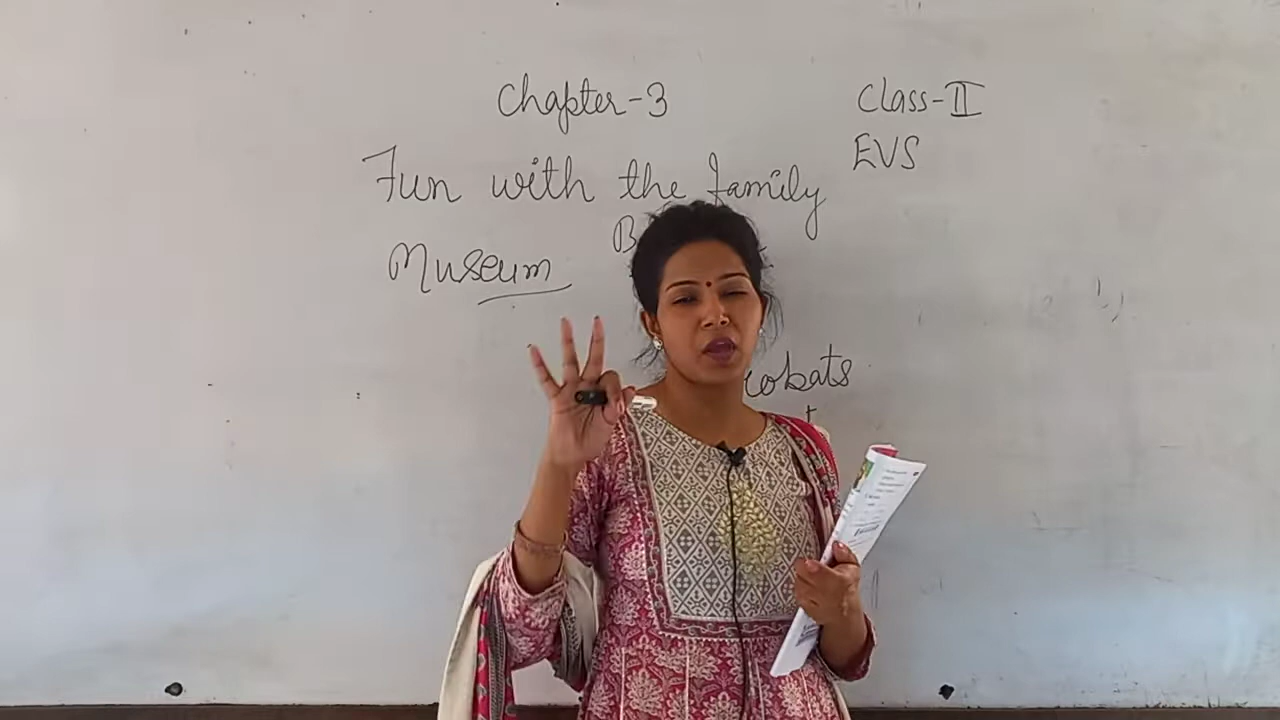 Chapter-3
Class-II
EVS
Fun with the family
Museum